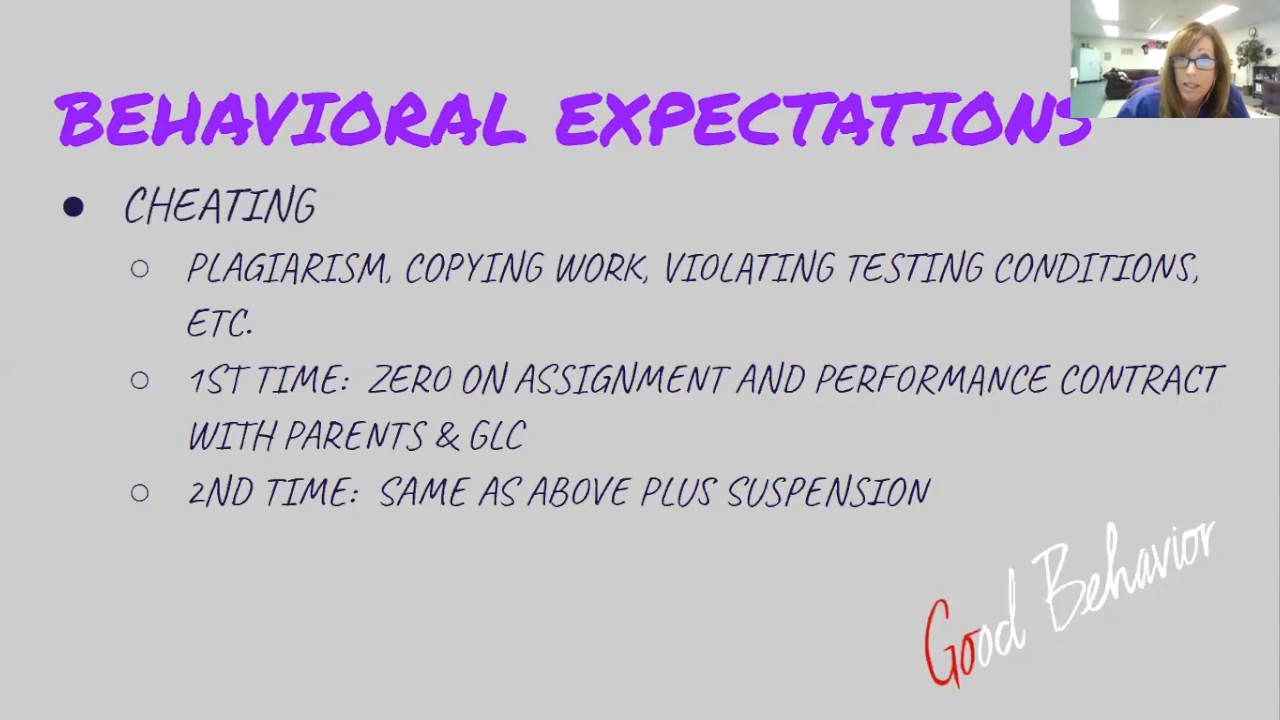 BEHAVIORAL EXPECTATIONS
● CHEATING
○ PLAGIARISM, COPYING WORK, VIOLATING TESTING CONDITIONS,
ETC.
○ 1ST TIME: ZERO ON ASSIGNMENT AND PERFORMANCE CONTRACT
WITH PARENTS & GLC
○ 2ND TIME: SAME AS ABOVE PLUS SUSPENSION
Good Behavior